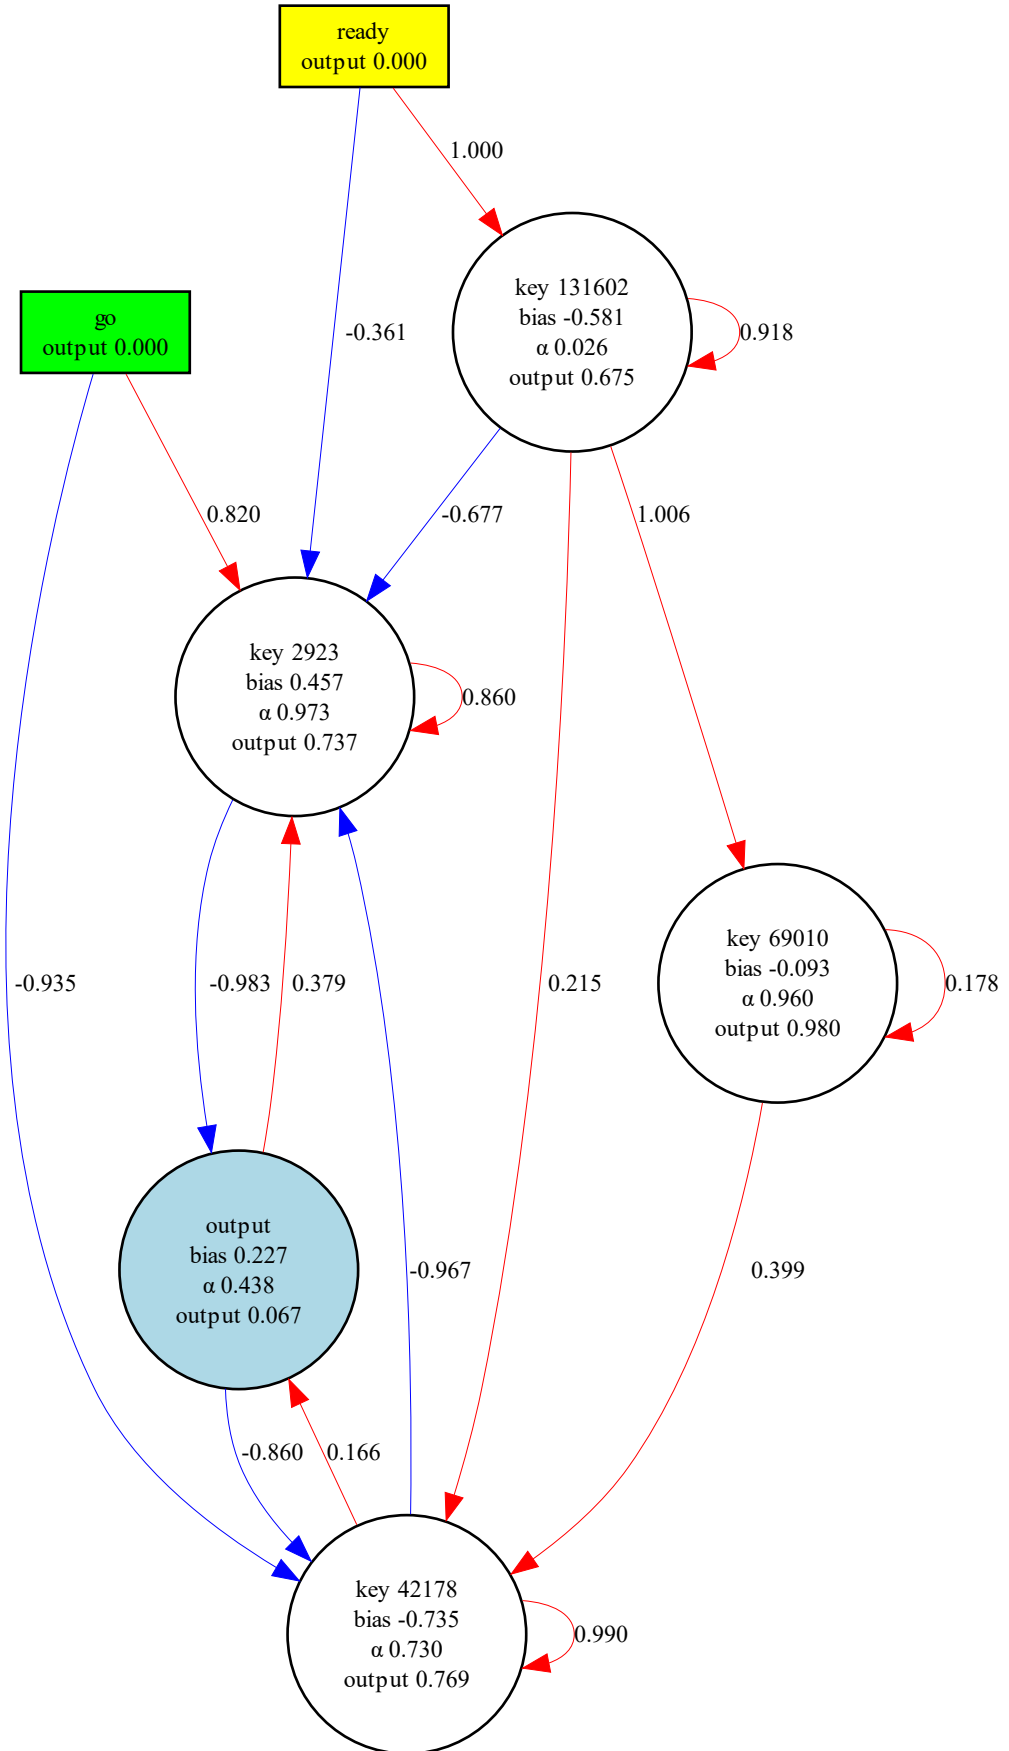 ready
output 0.000
1.000
key 131602
bias -0.581
α 0.026
output 0.675
0.918
go
output 0.000
-0.361
0.820
-0.677
1.006
key 2923
bias 0.457
α 0.973
output 0.737
0.860
-0.935
-0.983
0.379
0.215
key 69010
bias -0.093
α 0.960
output 0.980
0.178
output
bias 0.227
α 0.438
output 0.067
-0.967
0.399
-0.860
0.166
key 42178
bias -0.735
α 0.730
output 0.769
0.990